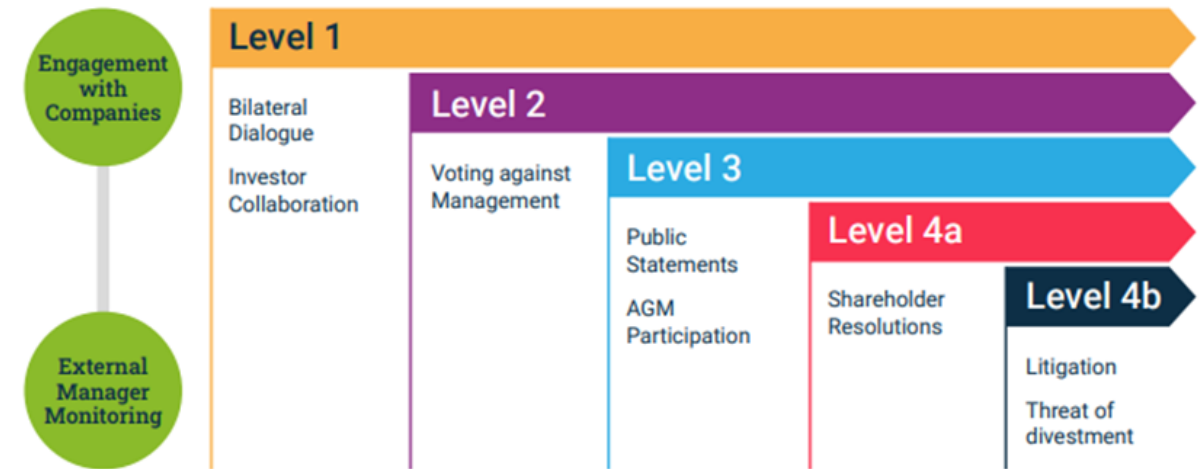 Engagement
with
Companies
External
Manager
Monitoring
Level 1
Bilateral
Dialogue
Investor
Collaboration
Level 2
Voting against
Management
Level 3
Public
Statements
AGM
Participation
Level 4a
Shareholder
Resolutions
Level 4b
Litigation
Threat of
divestment